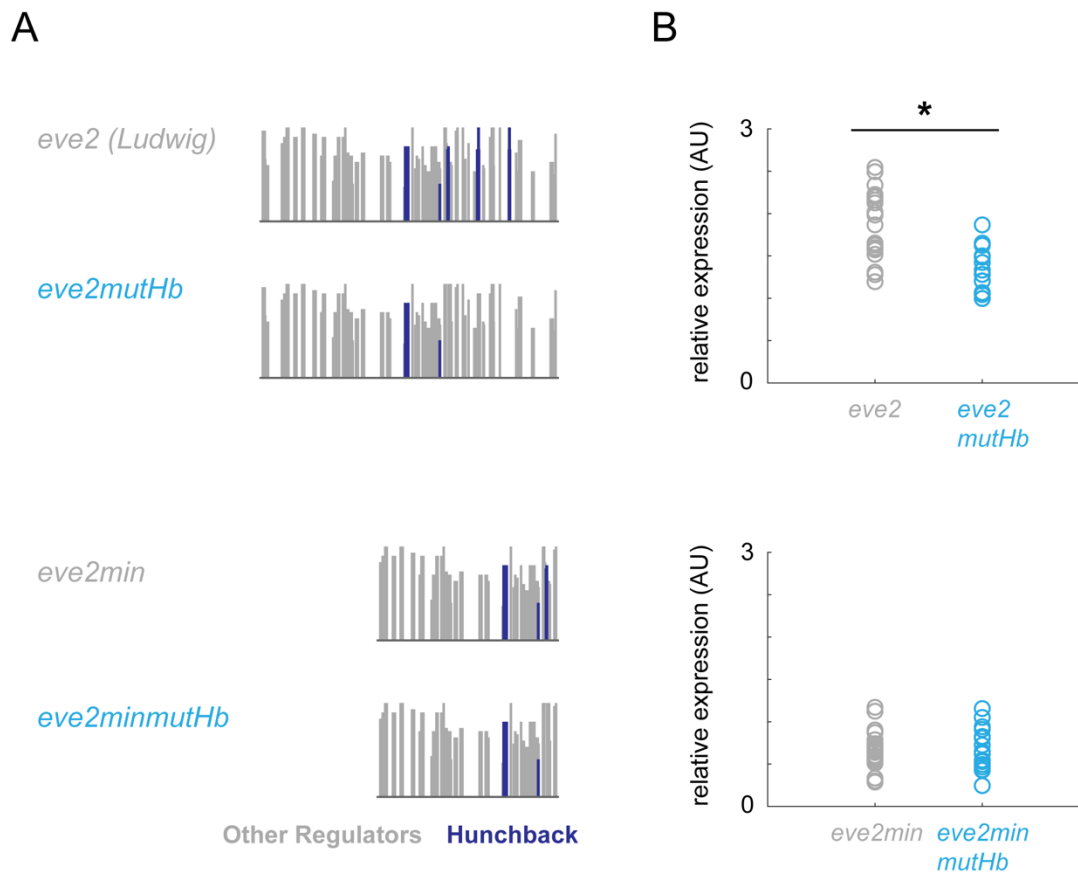 A
B
eve2 (Ludwig)
eve2mutHb
*
3
relative expression (AU)
0
eve2
eve2
mutHb
eve2min
eve2minmutHb
Other Regulators
Hunchback
3
relative expression (AU)
0
eve2min
eve2min
mutHb